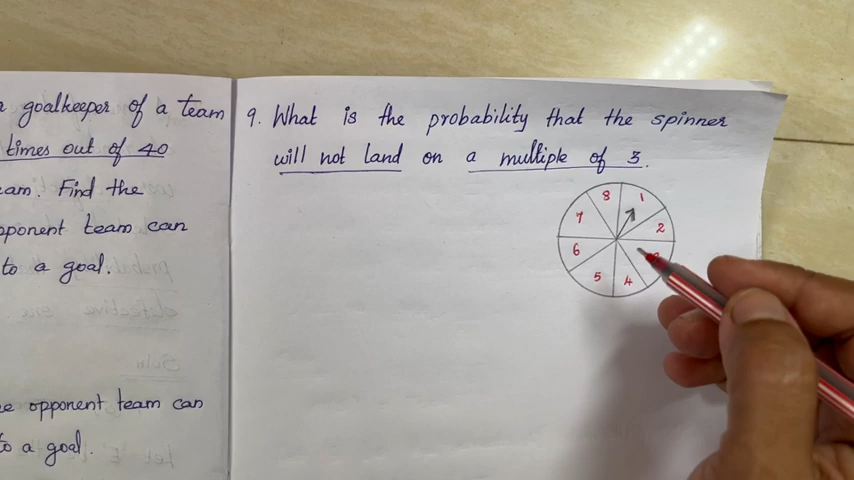 a goalkeeper of a team
times out of 40
eam. Find the
pponent team can
to a goal.
e opponent team can
to a goal.
9. What is the probability that the spinner
will not land on a multiple of 3.
8 1
7 2
6
5 4